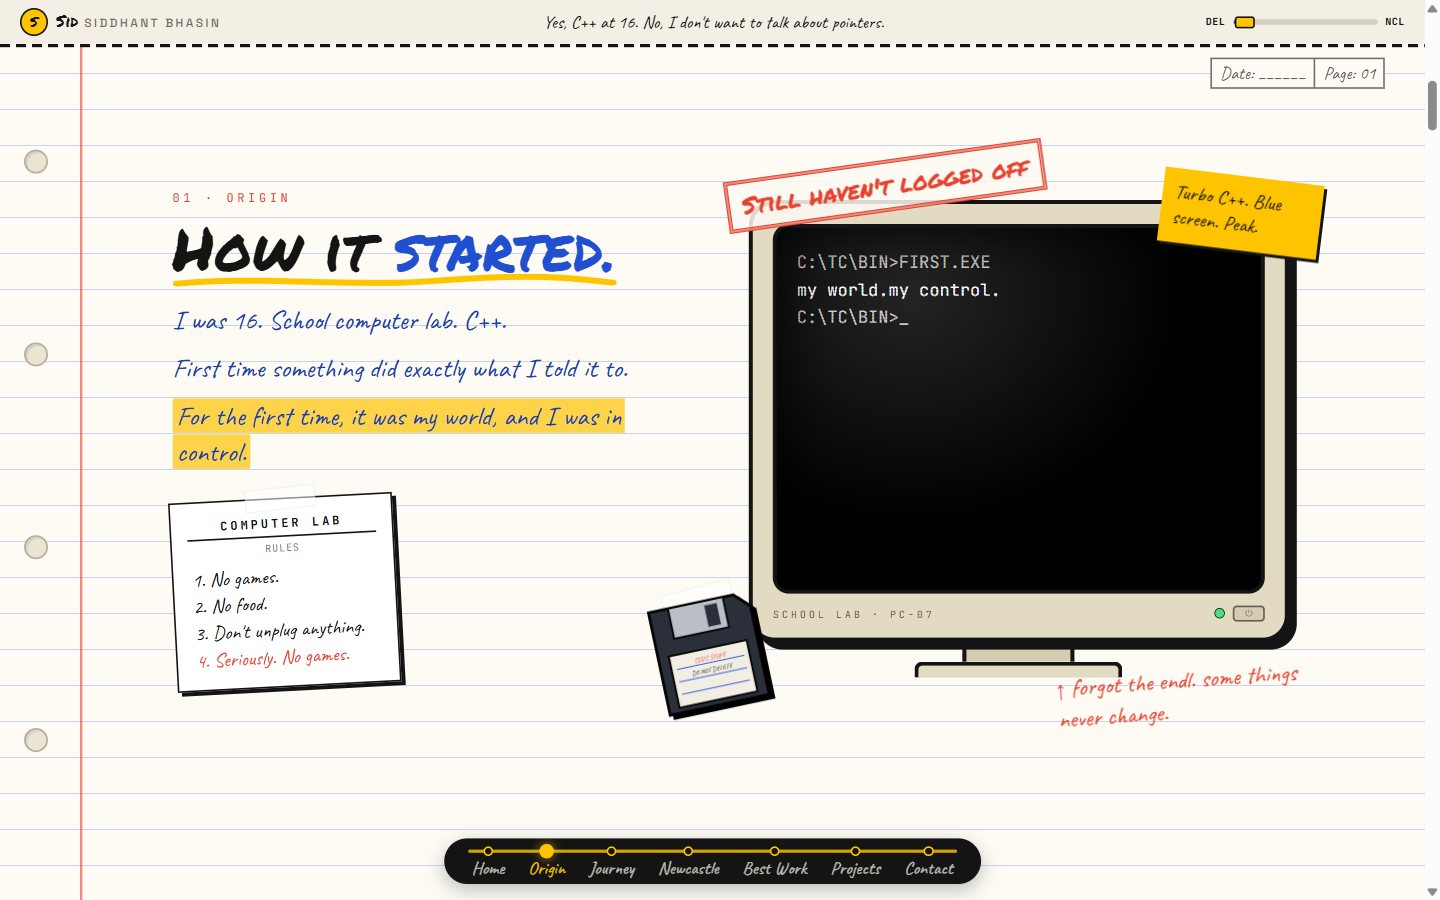 S Sid SIDDHANT BHASIN
Yes, C++ at 16. No, I don't want to talk about pointers.
DEL NCL
Date: ______ Page: 01
01 · ORIGIN
How it started.
I was 16. School computer lab. C++.
First time something did exactly what I told it to.
For the first time, it was my world, and I was in
control.
COMPUTER LAB
RULES
1. No games.
2. No food.
3. Don't unplug anything.
4. Seriously. No games.
Still haven't logged off
Turbo C++. Blue
screen. Peak.
C:\TC\BIN>FIRST.EXE
my world.my control.
C:\TC\BIN>_
SCHOOL LAB · PC-07
SID'S STUFF
DO NOT DELETE
↑ forgot the endl. some things
never change.
Home Origin Journey Newcastle Best Work Projects Contact